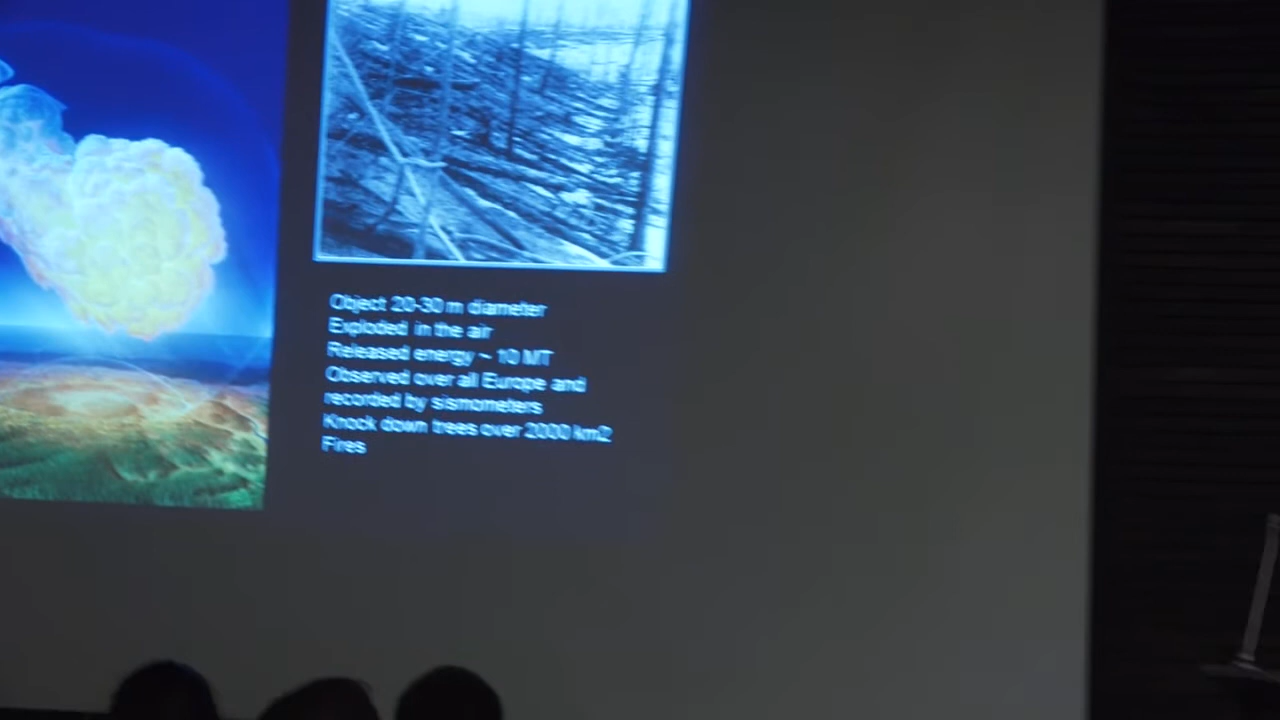 Object 20-30 m diameter
Exploded in the air
Released energy ~ 10 MT
Observed over all Europe and
recorded by sismometers
Knock down trees over 2000 km2
Fires